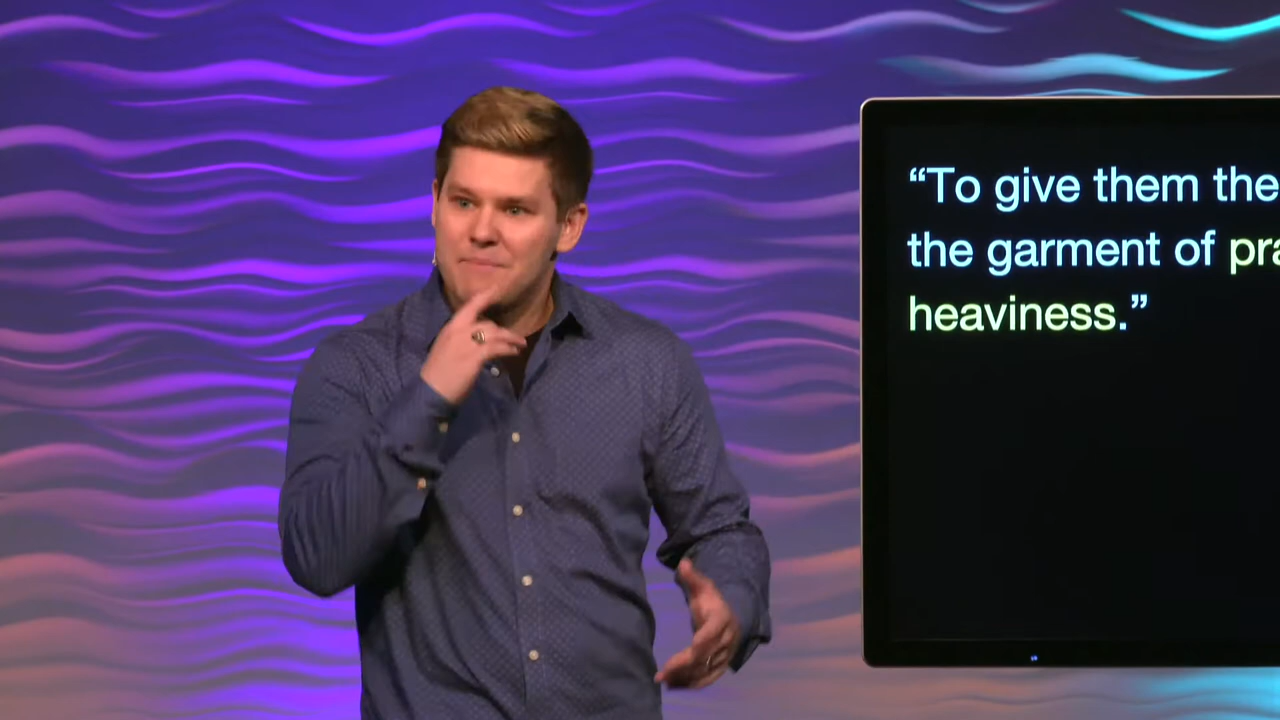 “To give them the
the garment of
heaviness.”